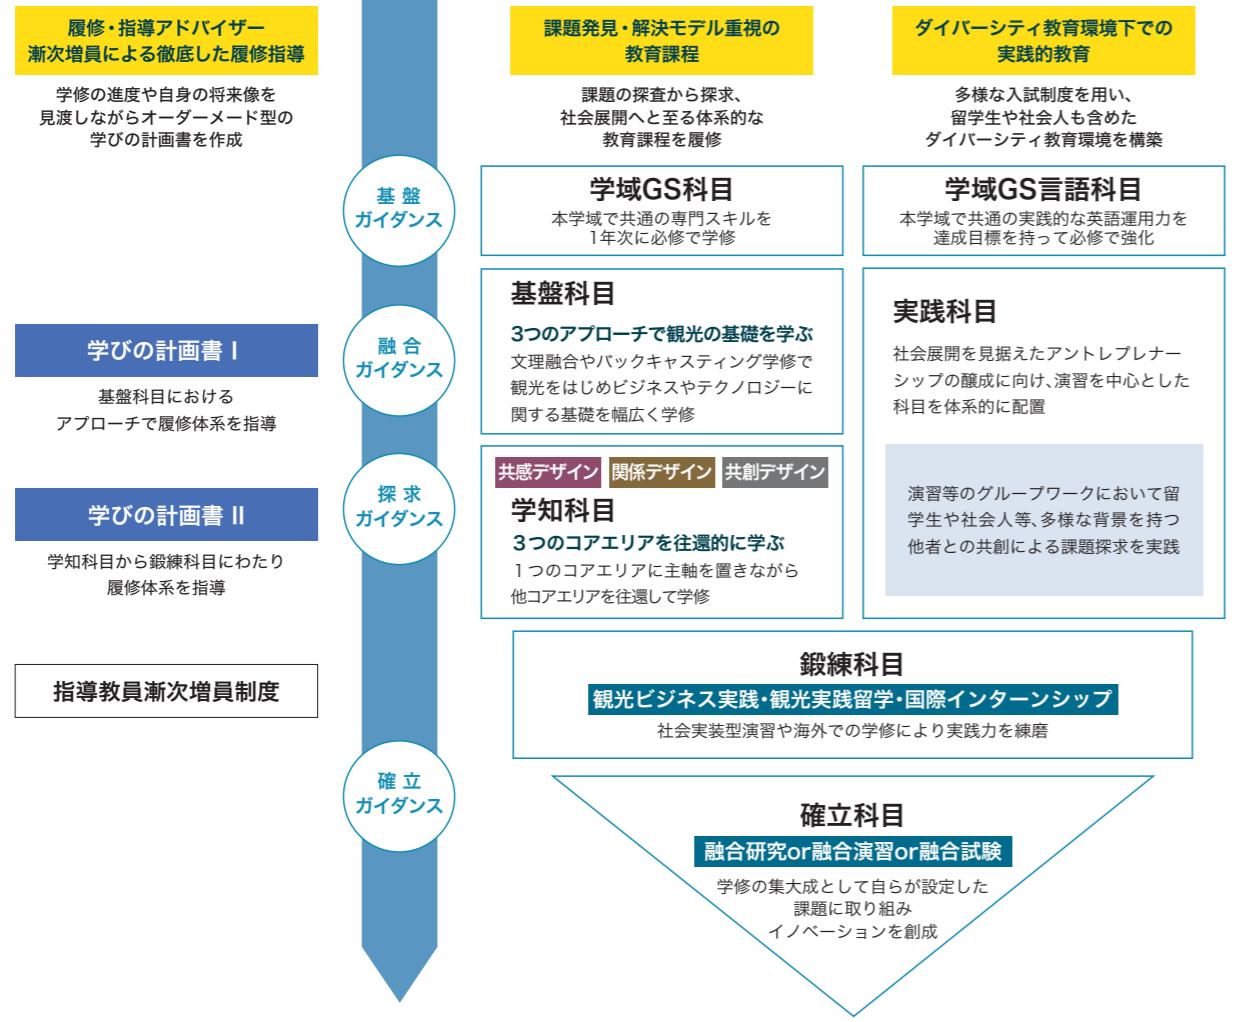 履修・指導アドバイザー
漸次増員による徹底した履修指導
学修の進度や自身の将来像を
見渡しながらオーダーメード型の
学びの計画書を作成
課題発見・解決モデル重視の
教育課程
課題の探査から探求、
社会展開へと至る体系的な
教育課程を履修
ダイバーシティ教育環境下での
実践的教育
多様な入試制度を用い、
留学生や社会人も含めた
ダイバーシティ教育環境を構築
基盤
ガイダンス
学域GS科目
本学域で共通の専門スキルを
1年次に必修で学修
学域GS言語科目
本学域で共通の実践的な英語運用力を
達成目標を持って必修で強化
学びの計画書 I
基盤科目における
アプローチで履修体系を指導
融合
ガイダンス
基盤科目
3つのアプローチで観光の基礎を学ぶ
文理融合やバックキャスティング学修で
観光をはじめビジネスやテクノロジーに
関する基礎を幅広く学修
実践科目
社会展開を見据えたアントレプレナー
シップの醸成に向け、演習を中心とした
科目を体系的に配置
演習等のグループワークにおいて留
学生や社会人等、多様な背景を持つ
他者との共創による課題探求を実践
学びの計画書 II
学知科目から鍛練科目にわたり
履修体系を指導
探求
ガイダンス
共感デザイン 関係デザイン 共創デザイン
学知科目
3つのコアエリアを往還的に学ぶ
１つのコアエリアに主軸を置きながら
他コアエリアを往還して学修
指導教員漸次増員制度
鍛練科目
観光ビジネス実践・観光実践留学・国際インターンシップ
社会実装型演習や海外での学修により実践力を練磨
確立
ガイダンス
確立科目
融合研究or融合演習or融合試験
学修の集大成として自らが設定した
課題に取り組み
イノベーションを創成